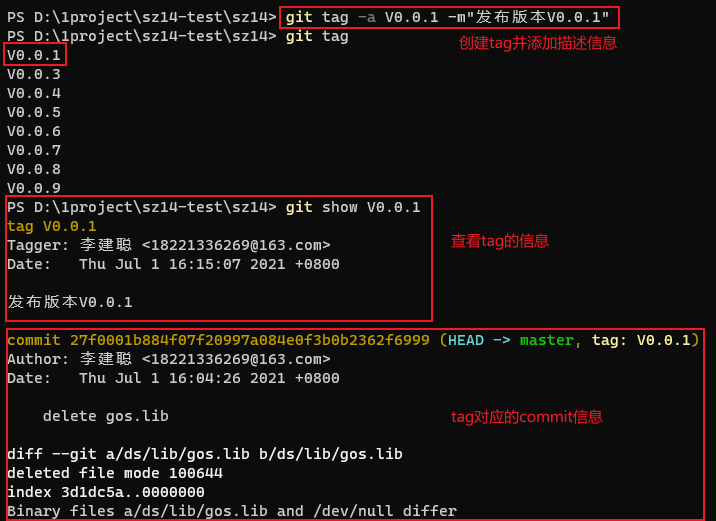 PS D:\1project\sz14-test\sz14> git tag -a V0.0.1 -m"发布版本V0.0.1"
PS D:\1project\sz14-test\sz14> git tag
创建tag并添加描述信息
V0.0.1
V0.0.3
V0.0.4
V0.0.5
V0.0.6
V0.0.7
V0.0.8
V0.0.9
PS D:\1project\sz14-test\sz14> git show V0.0.1
tag V0.0.1
Tagger: 李建聪 <18221336269@163.com>
查看tag的信息
Date:   Thu Jul 1 16:15:07 2021 +0800
发布版本V0.0.1
commit 27f0001b884f07f20997a084e0f3b0b2362f6999 (HEAD -> master, tag: V0.0.1)
Author: 李建聪 <18221336269@163.com>
Date:   Thu Jul 1 16:04:26 2021 +0800
delete gos.lib
tag对应的commit信息
diff --git a/ds/lib/gos.lib b/ds/lib/gos.lib
deleted file mode 100644
index 3d1dc5a..0000000
Binary files a/ds/lib/gos.lib and /dev/null differ